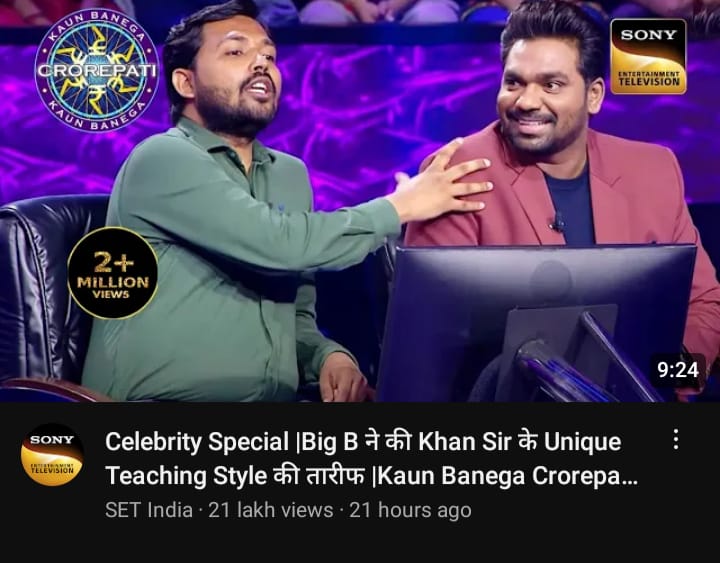 KAUN BANEGA
CROREPATI
KAUN BANEGA
SONY
ENTERTAINMENT
TELEVISION
2+
MILLION
VIEWS
9:24
SONY
ENTERTAINMENT
TELEVISION
Celebrity Special |Big B ने की Khan Sir के Unique
Teaching Style की तारीफ |Kaun Banega Crorepa...
SET India · 21 lakh views · 21 hours ago